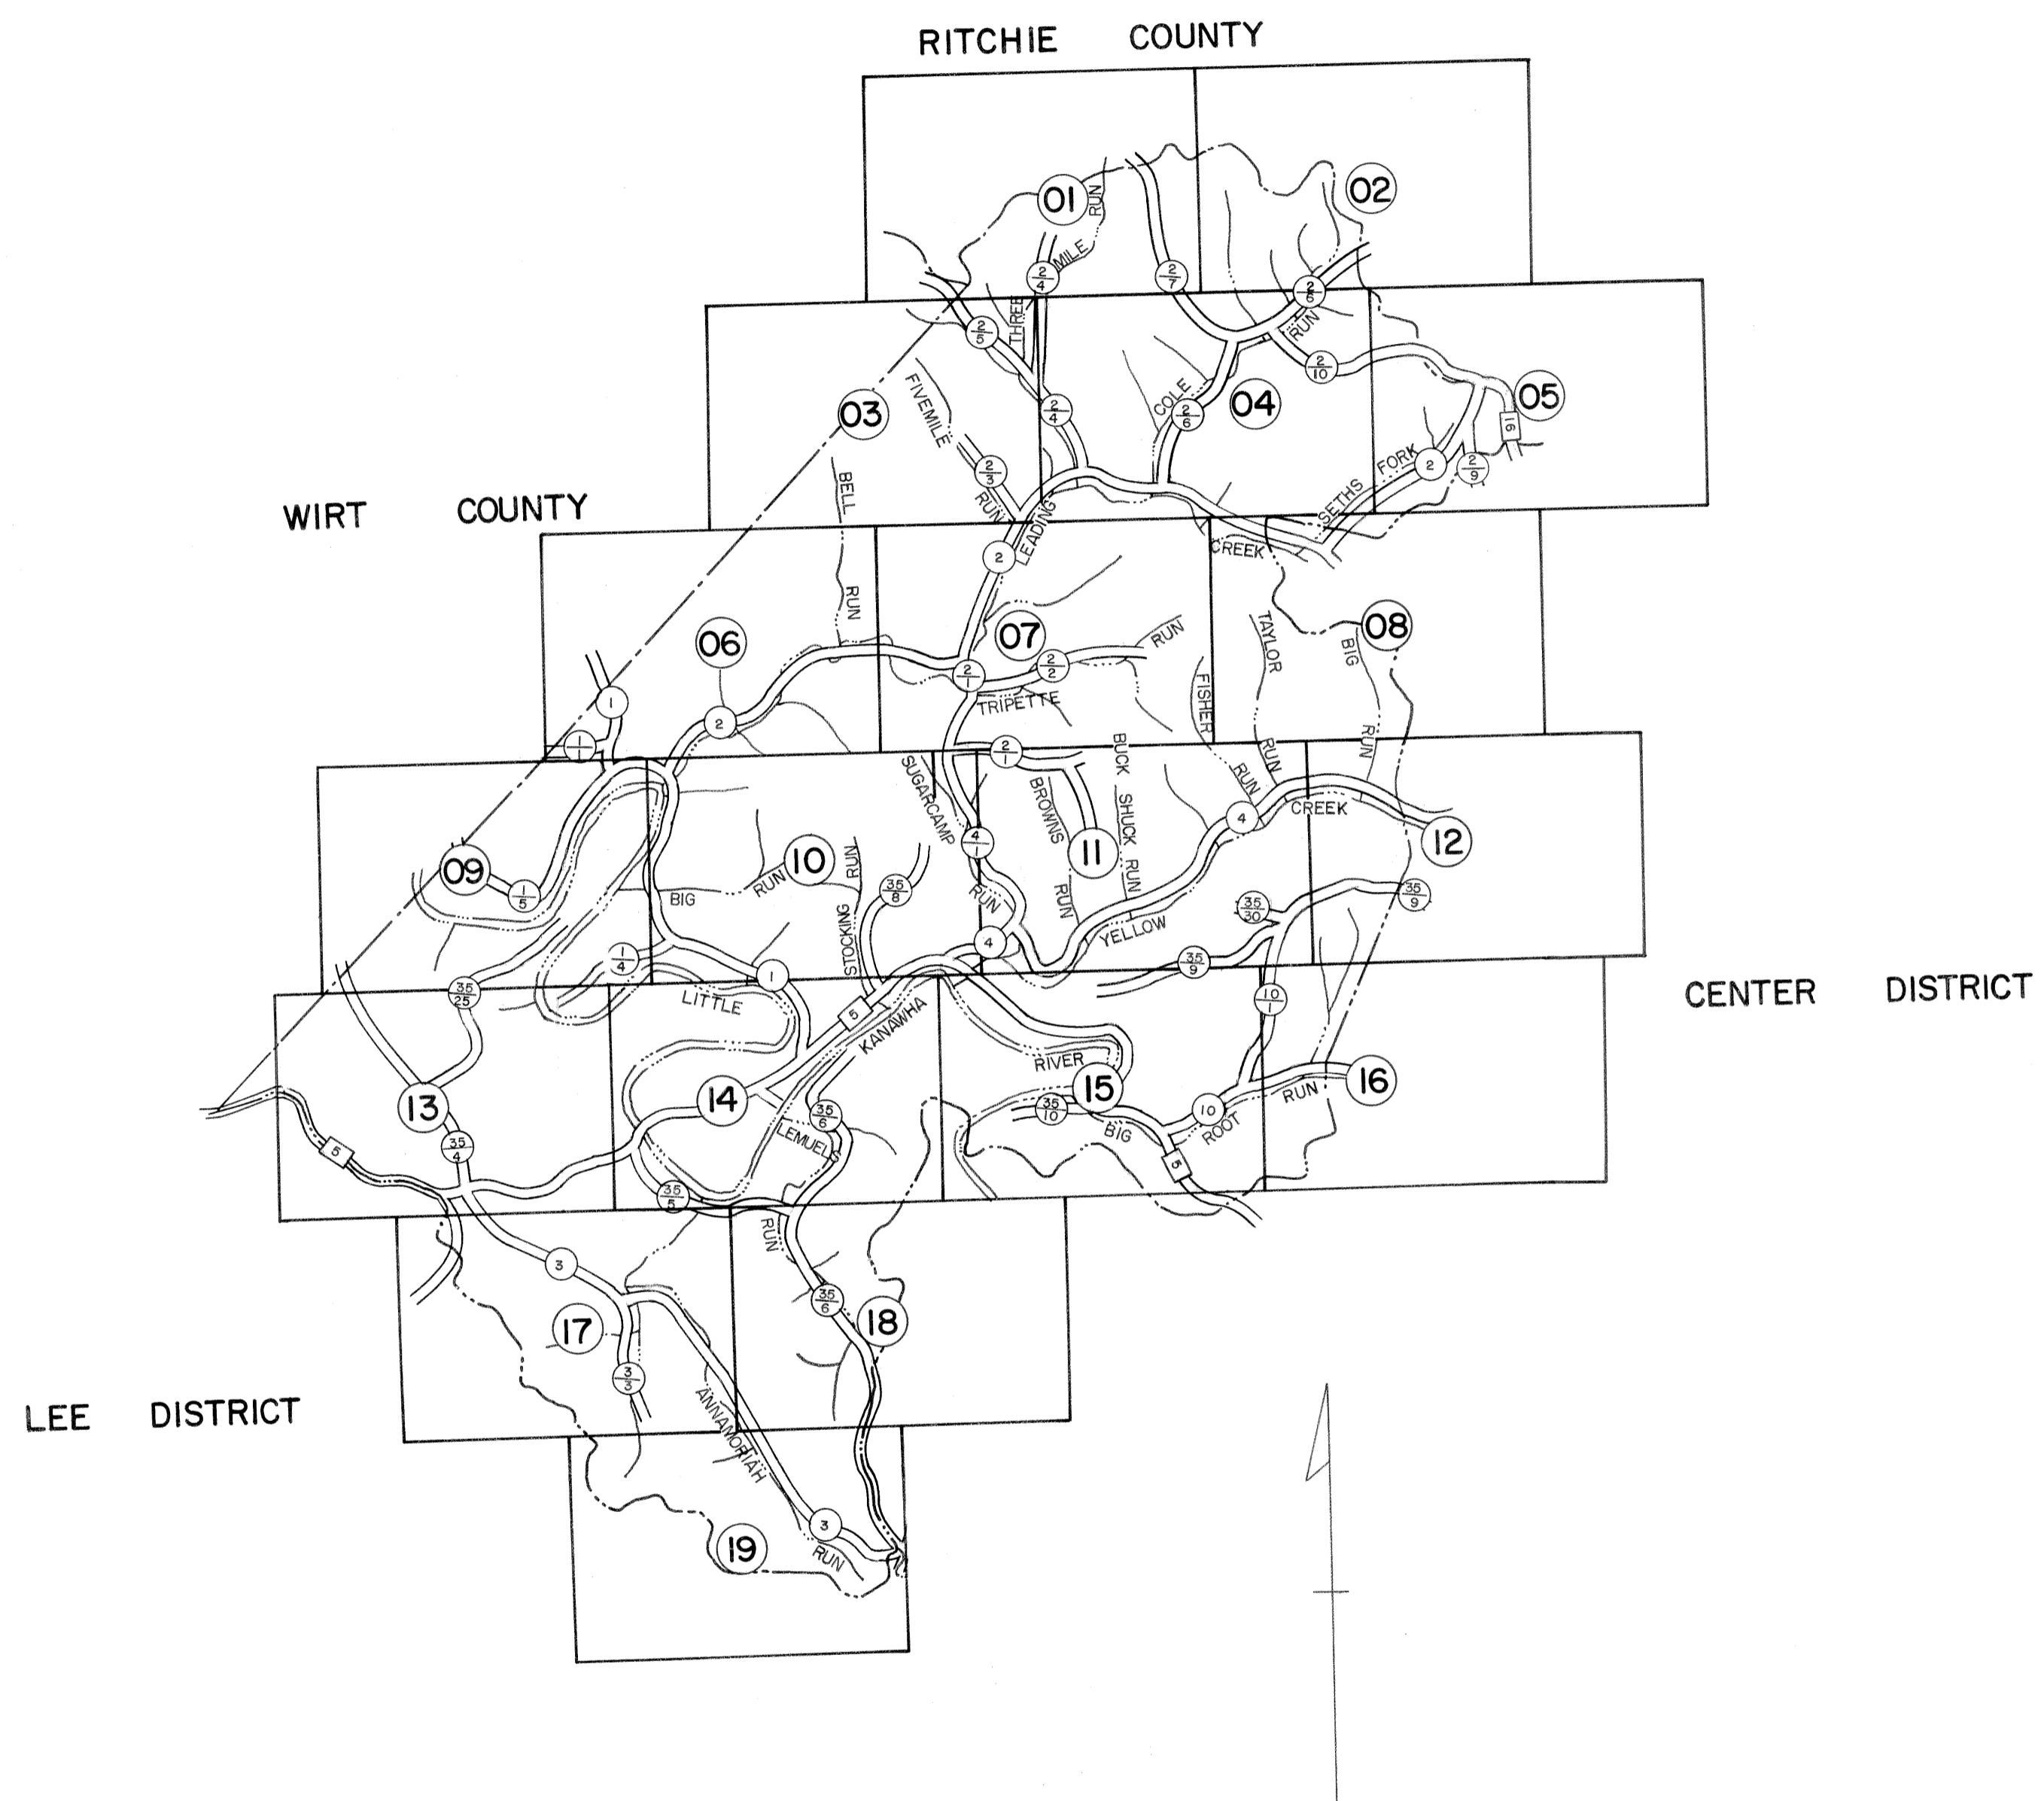 RITCHIE COUNTY
01
RUN
02
2/4
MILE
2/7
2/6
THREE
2/5
RUN
2/10
03
FIVEMILE
2/4
COLE
2/6
04
05
16
2/3
RUN
BELL
LEADING
SETHS
FORK
2
2/9
WIRT COUNTY
2
CREEK
RUN
06
07
2/2
RUN
TAYLOR
BIG
08
2/1
TRIPETTE
FISHER
1
2
1/1
2/1
BUCK
RUN
RUN
SUGARCAMP
BROWNS
SHUCK
RUN
CREEK
4
4/1
09
1/5
10
RUN
BIG
RUN
STOCKING
35/8
RUN
11
RUN
RUN
12
35/30
35/9
YELLOW
4
1/4
1
35/9
35/25
LITTLE
5
KANAWHA
10/1
CENTER DISTRICT
RIVER
13
14
15
16
35/10
35/6
BIG
10
ROOT
RUN
LEMUEL
5
35/4
5
35/5
RUN
3
35/6
17
18
3/3
ANNAMORIAH
LEE DISTRICT
3
19
RUN